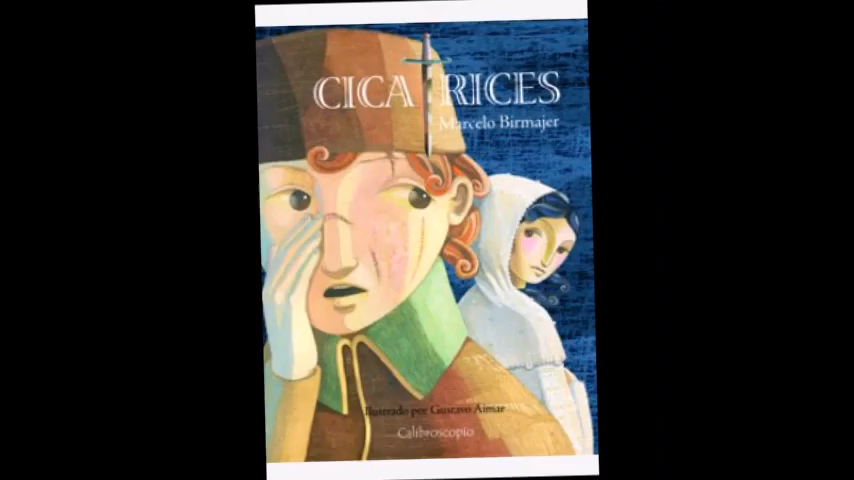 CICATRICES
Marcelo Birmajer
Ilustrado por Gustavo Aimar
Calibroscopio